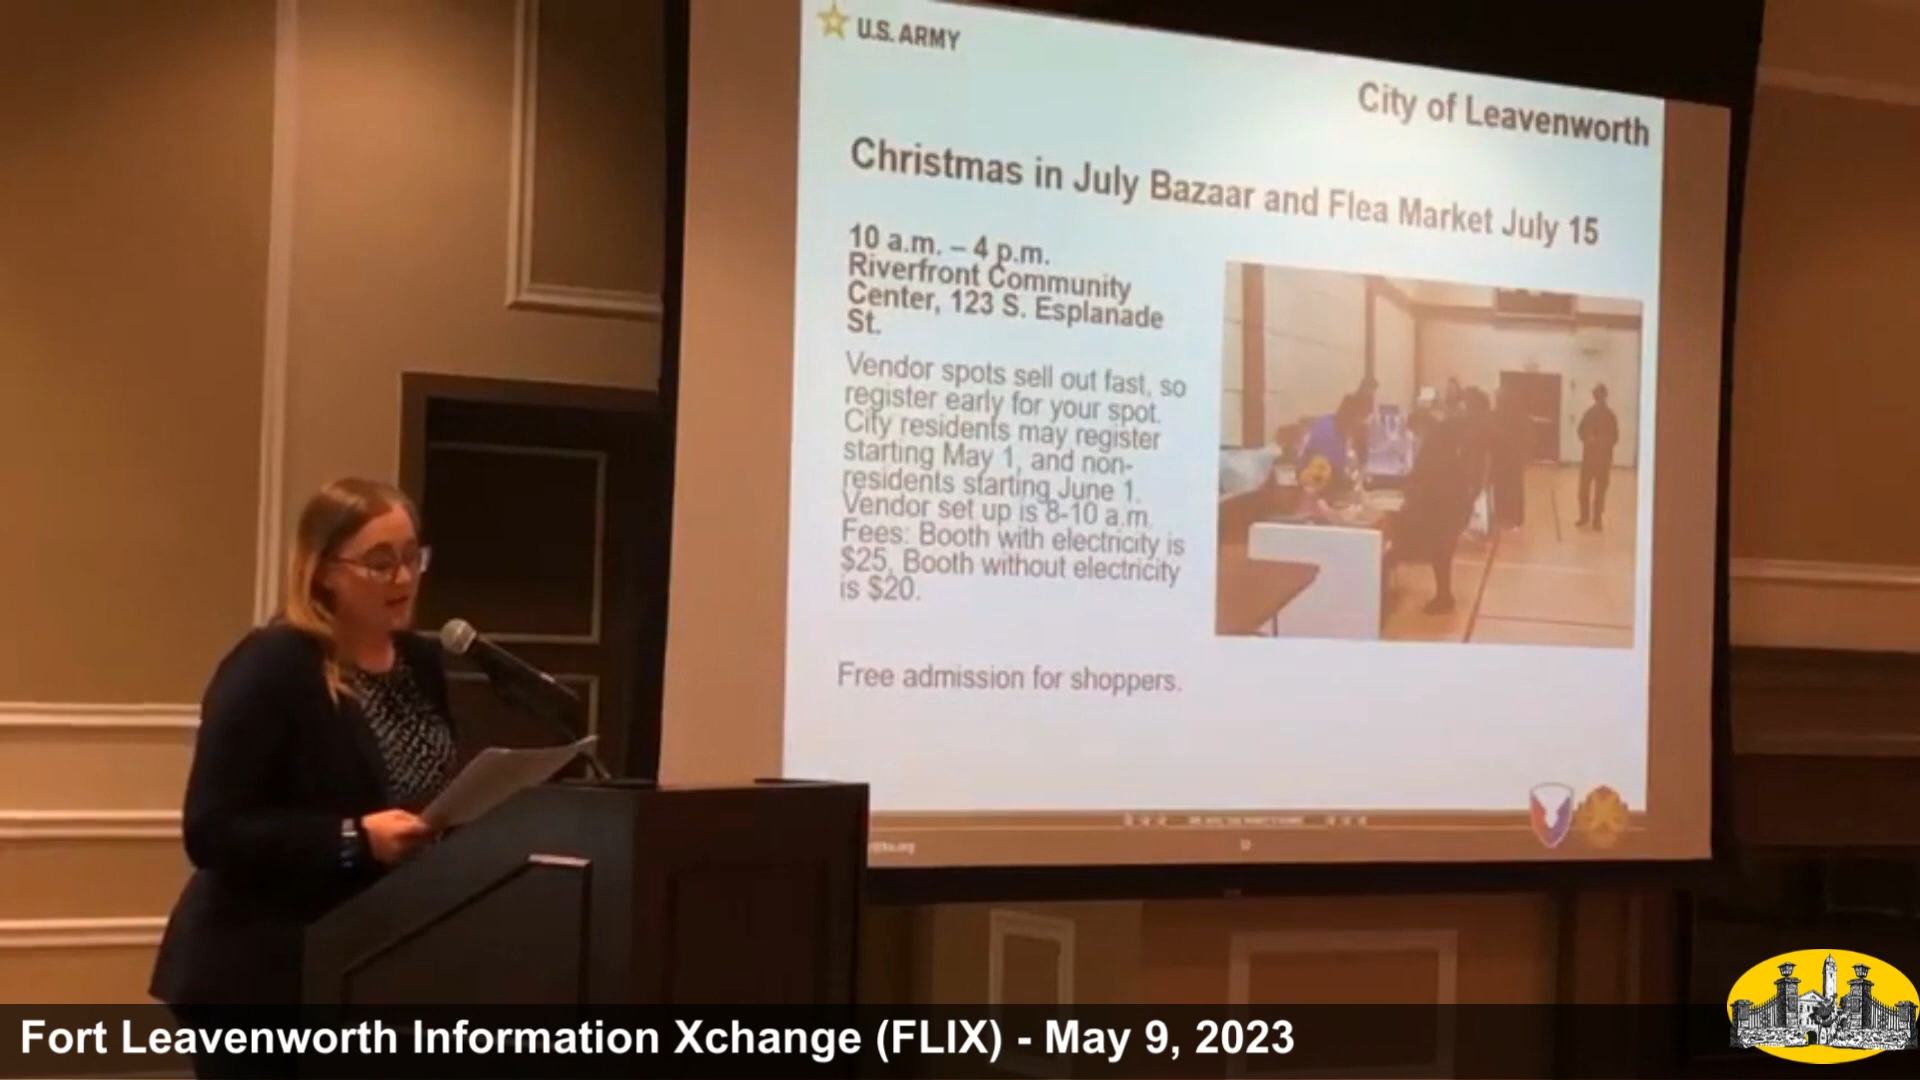 U.S. ARMY
City of Leavenworth
Christmas in July Bazaar and Flea Market July 15
10 a.m. – 4 p.m.
Riverfront Community
Center, 123 S. Esplanade
St.
Vendor spots sell out fast, so
register early for your spot.
City residents may register
starting May 1, and non-
residents starting June 1.
Vendor set up is 8-10 a.m.
Fees: Booth with electricity is
$25, Booth without electricity
is $20.
Free admission for shoppers.
Fort Leavenworth Information Xchange (FLIX) - May 9, 2023